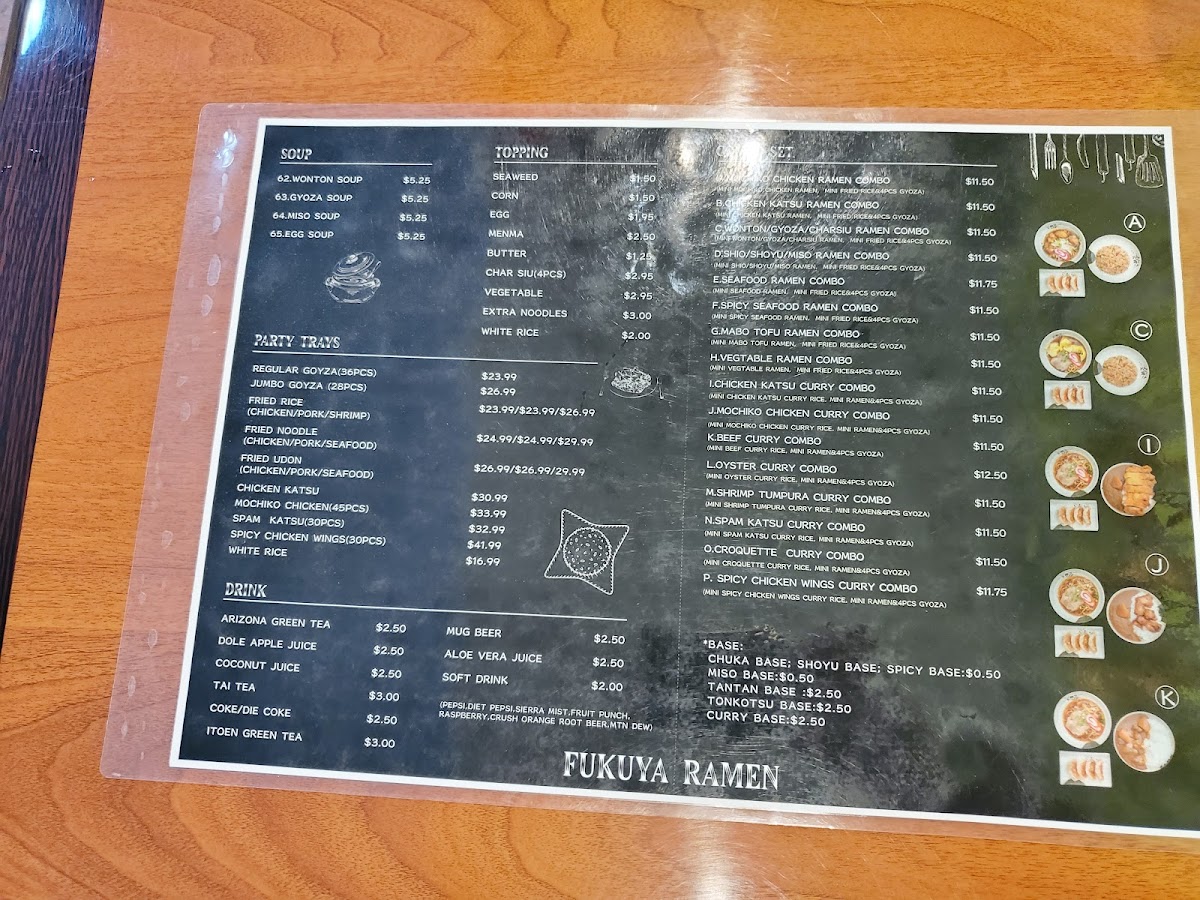 SOUP
62.WONTON SOUP $5.25
63.GYOZA SOUP $5.25
64.MISO SOUP $5.25
65.EGG SOUP $5.25
TOPPING
SEAWEED $1.50
CORN $1.50
EGG $1.95
MENMA $2.50
BUTTER $1.25
CHAR SIU(4PCS) $2.95
VEGETABLE $2.95
EXTRA NOODLES $3.00
WHITE RICE $2.00
PARTY TRAYS
REGULAR GOYZA(36PCS) $23.99
JUMBO GOYZA (28PCS) $26.99
FRIED RICE
(CHICKEN/PORK/SHRIMP) $23.99/$23.99/$26.99
FRIED NOODLE
(CHICKEN/PORK/SEAFOOD) $24.99/$24.99/$29.99
FRIED UDON
(CHICKEN/PORK/SEAFOOD) $26.99/$26.99/29.99
CHICKEN KATSU $30.99
MOCHIKO CHICKEN(45PCS) $33.99
SPAM KATSU(30PCS) $32.99
SPICY CHICKEN WINGS(30PCS) $41.99
WHITE RICE $16.99
DRINK
ARIZONA GREEN TEA $2.50
DOLE APPLE JUICE $2.50
COCONUT JUICE $2.50
TAI TEA $3.00
COKE/DIE COKE $2.50
ITOEN GREEN TEA $3.00
MUG BEER $2.50
ALOE VERA JUICE $2.50
SOFT DRINK $2.00
(PEPSI,DIET PEPSI,SIERRA MIST,FRUIT PUNCH,
RASPBERRY,CRUSH ORANGE ROOT BEER,MTN DEW)
SET
CHICKEN RAMEN COMBO $11.50
(MINI MOCHIKO CHICKEN RAMEN, MINI FRIED RICE&4PCS GYOZA)
B.CHICKEN KATSU RAMEN COMBO $11.50
(MINI CHICKEN KATSU RAMEN, MINI FRIED RICE&4PCS GYOZA)
C.WONTON/GYOZA/CHARSIU RAMEN COMBO $11.50
(MINI WONTON/GYOZA/CHARSIU RAMEN, MINI FRIED RICE&4PCS GYOZA)
D.SHIO/SHOYU/MISO RAMEN COMBO $11.50
(MINI SHIO/SHOYU/MISO RAMEN, MINI FRIED RICE&4PCS GYOZA)
E.SEAFOOD RAMEN COMBO $11.75
(MINI SEAFOOD RAMEN, MINI FRIED RICE&4PCS GYOZA)
F.SPICY SEAFOOD RAMEN COMBO $11.50
(MINI SPICY SEAFOOD RAMEN, MINI FRIED RICE&4PCS GYOZA)
G.MABO TOFU RAMEN COMBO $11.50
(MINI MABO TOFU RAMEN, MINI FRIED RICE&4PCS GYOZA)
H.VEGTABLE RAMEN COMBO $11.50
(MINI VEGTABLE RAMEN, MINI FRIED RICE&4PCS GYOZA)
I.CHICKEN KATSU CURRY COMBO $11.50
(MINI CHICKEN KATSU CURRY RICE, MINI RAMEN&4PCS GYOZA)
J.MOCHIKO CHICKEN CURRY COMBO $11.50
(MINI MOCHIKO CHICKEN CURRY RICE, MINI RAMEN&4PCS GYOZA)
K.BEEF CURRY COMBO $11.50
(MINI BEEF CURRY RICE, MINI RAMEN&4PCS GYOZA)
L.OYSTER CURRY COMBO $12.50
(MINI OYSTER CURRY RICE, MINI RAMEN&4PCS GYOZA)
M.SHRIMP TUMPURA CURRY COMBO $11.50
(MINI SHRIMP TUMPURA CURRY RICE, MINI RAMEN&4PCS GYOZA)
N.SPAM KATSU CURRY COMBO $11.50
(MINI SPAM KATSU CURRY RICE, MINI RAMEN&4PCS GYOZA)
O.CROQUETTE CURRY COMBO $11.50
(MINI CROQUETTE CURRY RICE, MINI RAMEN&4PCS GYOZA)
P. SPICY CHICKEN WINGS CURRY COMBO $11.75
(MINI SPICY CHICKEN WINGS CURRY RICE, MINI RAMEN&4PCS GYOZA)
*BASE:
CHUKA BASE; SHOYU BASE; SPICY BASE:$0.50
MISO BASE:$0.50
TANTAN BASE :$2.50
TONKOTSU BASE:$2.50
CURRY BASE:$2.50
A
C
I
J
K
FUKUYA RAMEN